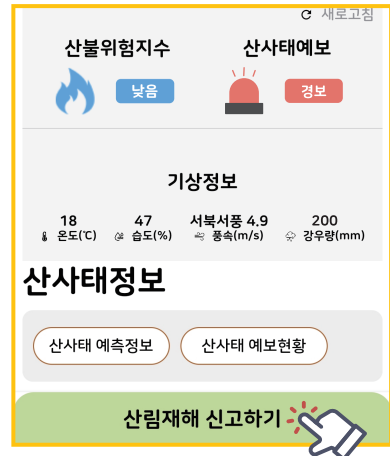 새로고침
산불위험지수 산사태예보
낮음 경보
기상정보
18 47 서북서풍 4.9 200
온도(℃) 습도(%) 풍속(m/s) 강우량(mm)
산사태정보
산사태 예측정보 산사태 예보현황
산림재해 신고하기